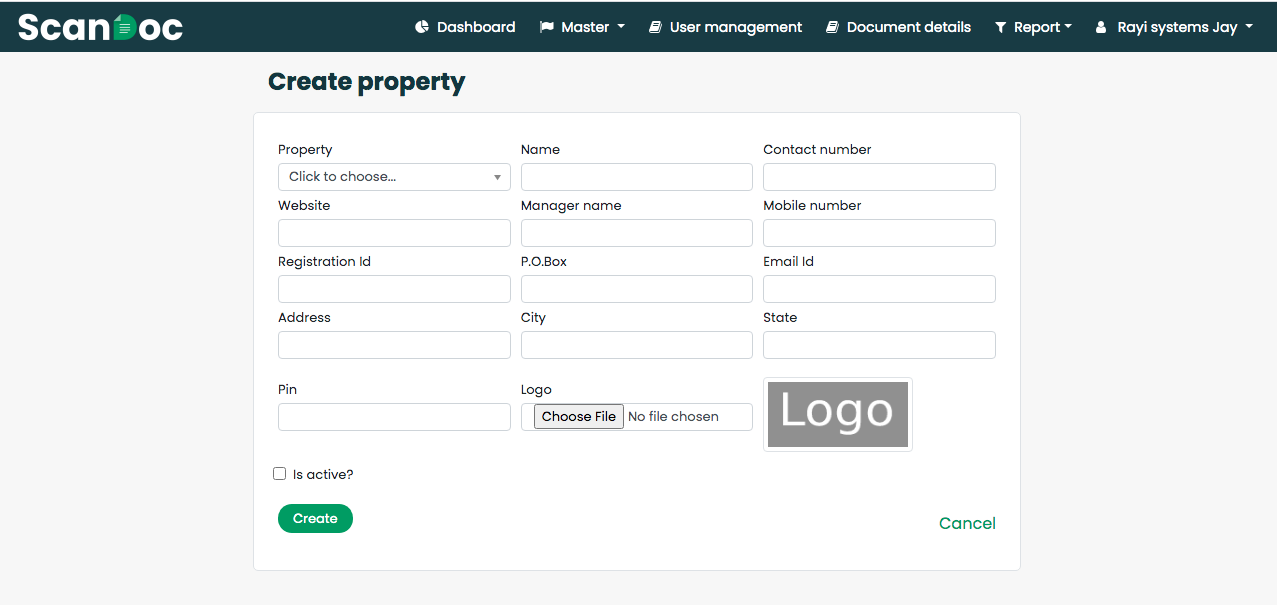 ScanDoc Dashboard Master User management Document details Report Rayi systems Jay
Create property
Property Name Contact number
Click to choose...
Website Manager name Mobile number
Registration Id P.O.Box Email Id
Address City State
Pin Logo
Choose File No file chosen
Logo
Is active?
Create
Cancel